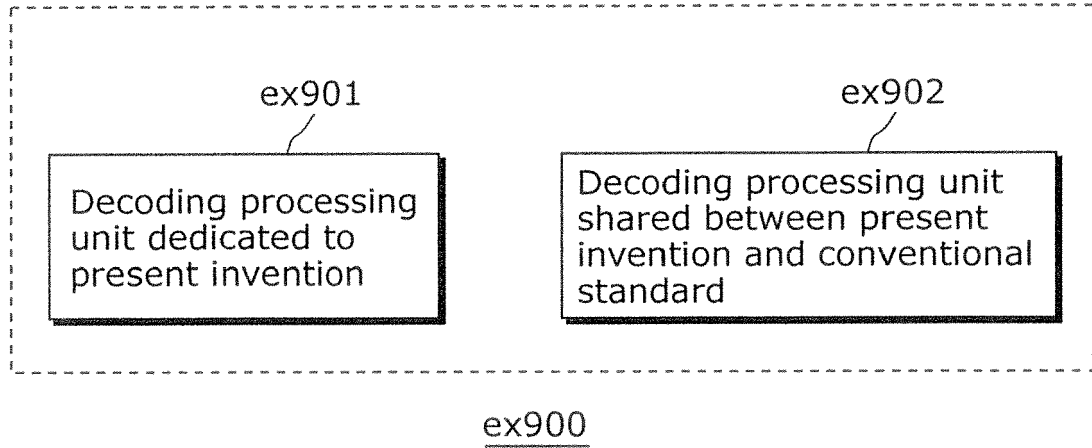 ex901
Decoding processing
unit dedicated to
present invention
ex902
Decoding processing unit
shared between present
invention and conventional
standard
ex900